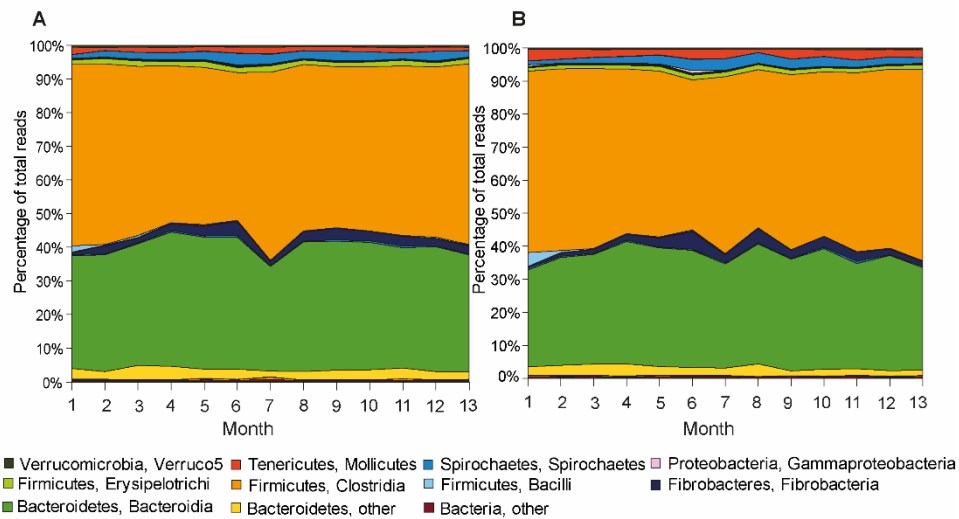 A
B
Percentage of total reads
100%
90%
80%
70%
60%
50%
40%
30%
20%
10%
0%
1 2 3 4 5 6 7 8 9 10 11 12 13
Month
Percentage of total reads
100%
90%
80%
70%
60%
50%
40%
30%
20%
10%
0%
1 2 3 4 5 6 7 8 9 10 11 12 13
Month
Verrucomicrobia, Verruco5 Tenericutes, Mollicutes Spirochaetes, Spirochaetes Proteobacteria, Gammaproteobacteria
Firmicutes, Erysipelotrichi Firmicutes, Clostridia Firmicutes, Bacilli Fibrobacteres, Fibrobacteria
Bacteroidetes, Bacteroidia Bacteroidetes, other Bacteria, other